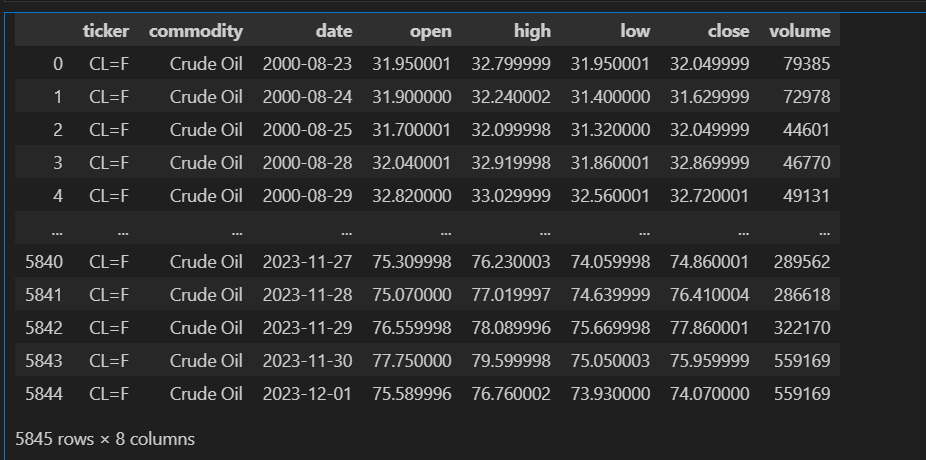 ticker commodity date open high low close volume
0 CL=F Crude Oil 2000-08-23 31.950001 32.799999 31.950001 32.049999 79385
1 CL=F Crude Oil 2000-08-24 31.900000 32.240002 31.400000 31.629999 72978
2 CL=F Crude Oil 2000-08-25 31.700001 32.099998 31.320000 32.049999 44601
3 CL=F Crude Oil 2000-08-28 32.040001 32.919998 31.860001 32.869999 46770
4 CL=F Crude Oil 2000-08-29 32.820000 33.029999 32.560001 32.720001 49131
... ... ... ... ... ... ... ... ...
5840 CL=F Crude Oil 2023-11-27 75.309998 76.230003 74.059998 74.860001 289562
5841 CL=F Crude Oil 2023-11-28 75.070000 77.019997 74.639999 76.410004 286618
5842 CL=F Crude Oil 2023-11-29 76.559998 78.089996 75.669998 77.860001 322170
5843 CL=F Crude Oil 2023-11-30 77.750000 79.599998 75.050003 75.959999 559169
5844 CL=F Crude Oil 2023-12-01 75.589996 76.760002 73.930000 74.070000 559169
5845 rows × 8 columns